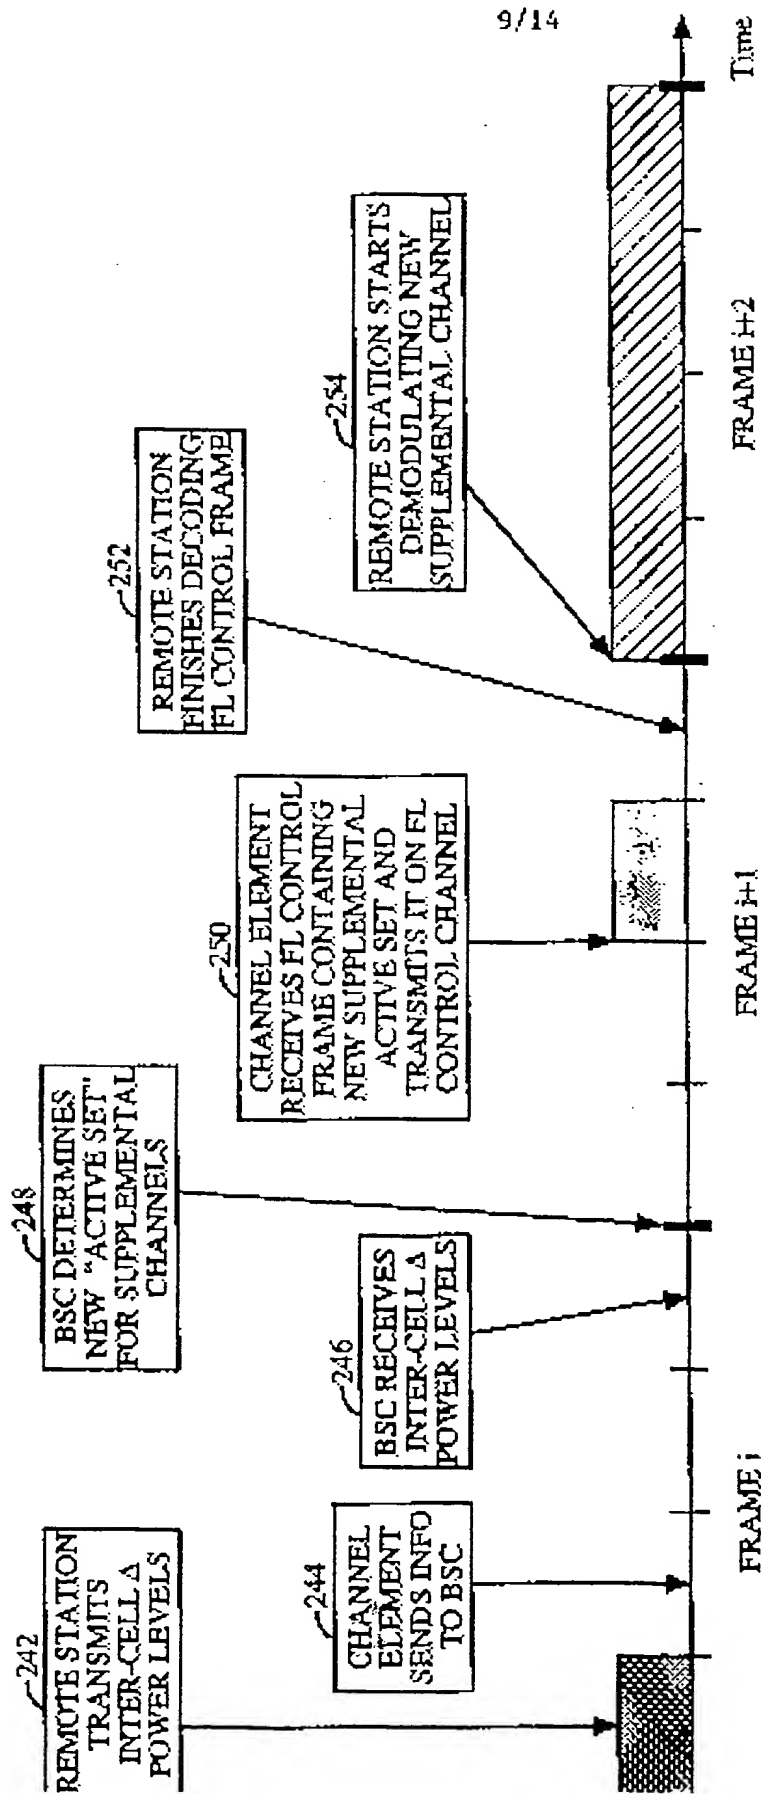 9/14
242
REMOTE STATION
TRANSMITS
INTER-CELL Δ
POWER LEVELS
244
CHANNEL
ELEMENT
SENDS INFO
TO BSC
246
BSC RECEIVES
INTER-CELL Δ
POWER LEVELS
248
BSC DETERMINES
NEW "ACTIVE SET"
FOR SUPPLEMENTAL
CHANNELS
250
CHANNEL ELEMENT
RECEIVES FL CONTROL
FRAME CONTAINING
NEW SUPPLEMENTAL
ACTIVE SET AND
TRANSMITS IT ON FL
CONTROL CHANNEL
252
REMOTE STATION
FINISHES DECODING
FL CONTROL FRAME
254
REMOTE STATION STARTS
DEMODULATING NEW
SUPPLEMENTAL CHANNEL
FRAME i
FRAME i+1
FRAME i+2
Time